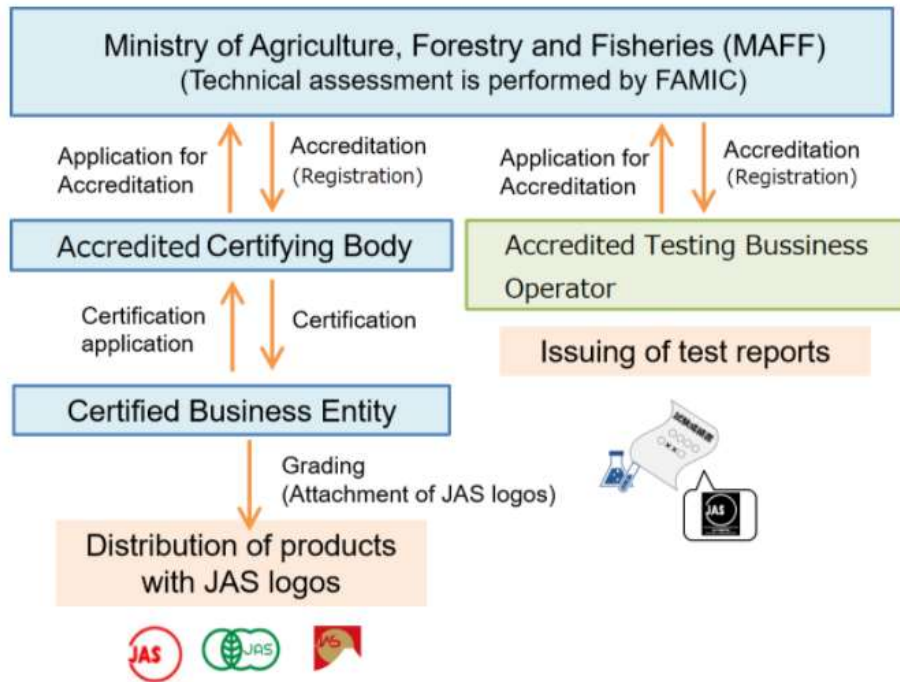 Ministry of Agriculture, Forestry and Fisheries (MAFF)
(Technical assessment is performed by FAMIC)
Application for
Accreditation
Accreditation
(Registration)
Application for
Accreditation
Accreditation
(Registration)
Accredited Certifying Body
Accredited Testing Bussiness
Operator
Certification
application
Certification
Issuing of test reports
Certified Business Entity
Grading
(Attachment of JAS logos)
JAS
Distribution of products
with JAS logos
JAS
JAS
JAS